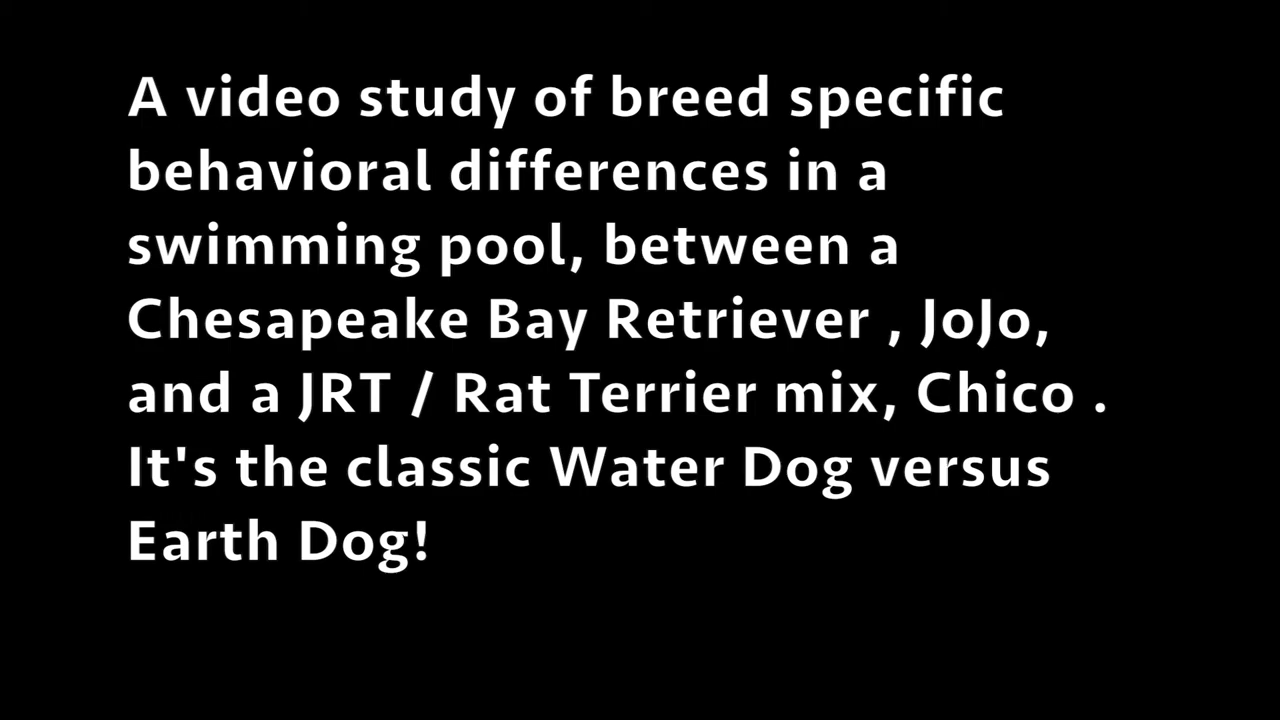 A video study of breed specific
behavioral differences in a
swimming pool, between a
Chesapeake Bay Retriever , JoJo,
and a JRT / Rat Terrier mix, Chico .
It's the classic Water Dog versus
Earth Dog!